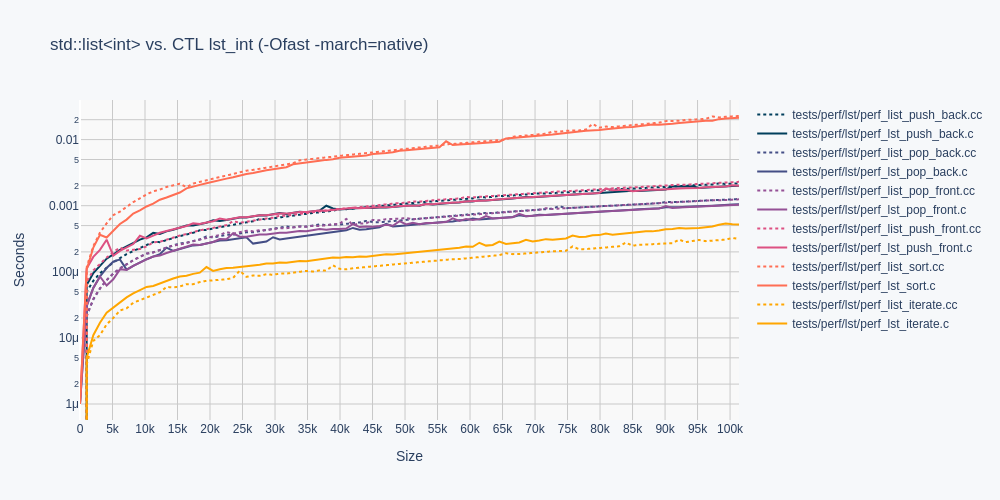 std::list<int> vs. CTL lst_int (-Ofast -march=native)
2
0.01
5
2
0.001
5
2
100µ
5
2
10µ
5
2
1µ
Seconds
0 5k 10k 15k 20k 25k 30k 35k 40k 45k 50k 55k 60k 65k 70k 75k 80k 85k 90k 95k 100k
Size
tests/perf/lst/perf_list_push_back.cc
tests/perf/lst/perf_lst_push_back.c
tests/perf/lst/perf_list_pop_back.cc
tests/perf/lst/perf_lst_pop_back.c
tests/perf/lst/perf_list_pop_front.cc
tests/perf/lst/perf_lst_pop_front.c
tests/perf/lst/perf_list_push_front.cc
tests/perf/lst/perf_lst_push_front.c
tests/perf/lst/perf_list_sort.cc
tests/perf/lst/perf_lst_sort.c
tests/perf/lst/perf_list_iterate.cc
tests/perf/lst/perf_lst_iterate.c